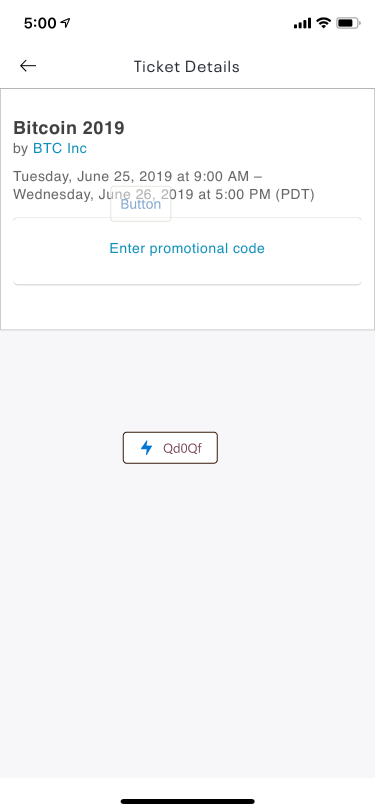 5:00
Ticket Details
Bitcoin 2019
by BTC Inc
Tuesday, June 25, 2019 at 9:00 AM –
Wednesday, June 26, 2019 at 5:00 PM (PDT)
Button
Enter promotional code
Qd0Qf